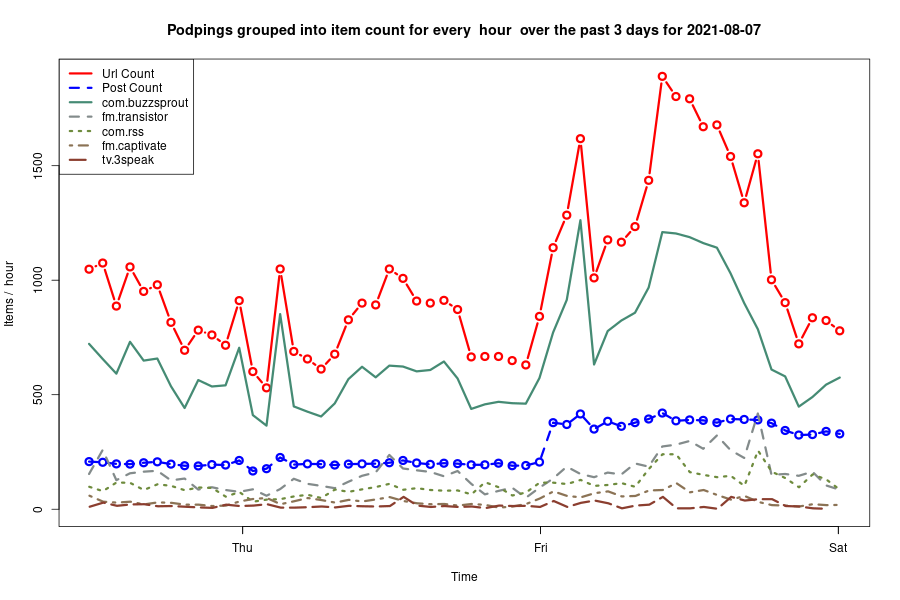 Podpings grouped into item count for every  hour  over the past 3 days for 2021-08-07
Url Count
Post Count
com.buzzsprout
fm.transistor
com.rss
fm.captivate
tv.3speak
Items /  hour
1500
1000
500
0
Thu
Fri
Sat
Time